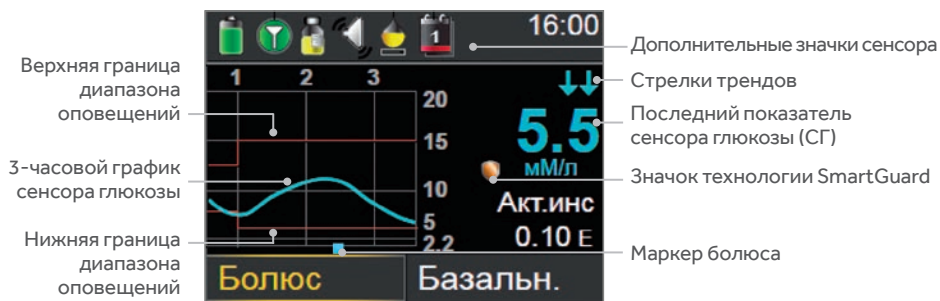 16:00
1
Дополнительные значки сенсора
Верхняя граница
диапазона
оповещений
3-часовой график
сенсора глюкозы
Нижняя граница
диапазона
оповещений
1 2 3
20
15
10
5
2.2
5.5
мМ/л
Акт.инс
0.10 E
Болюс
Базальн.
Стрелки трендов
Последний показатель
сенсора глюкозы (СГ)
Значок технологии SmartGuard
Маркер болюса